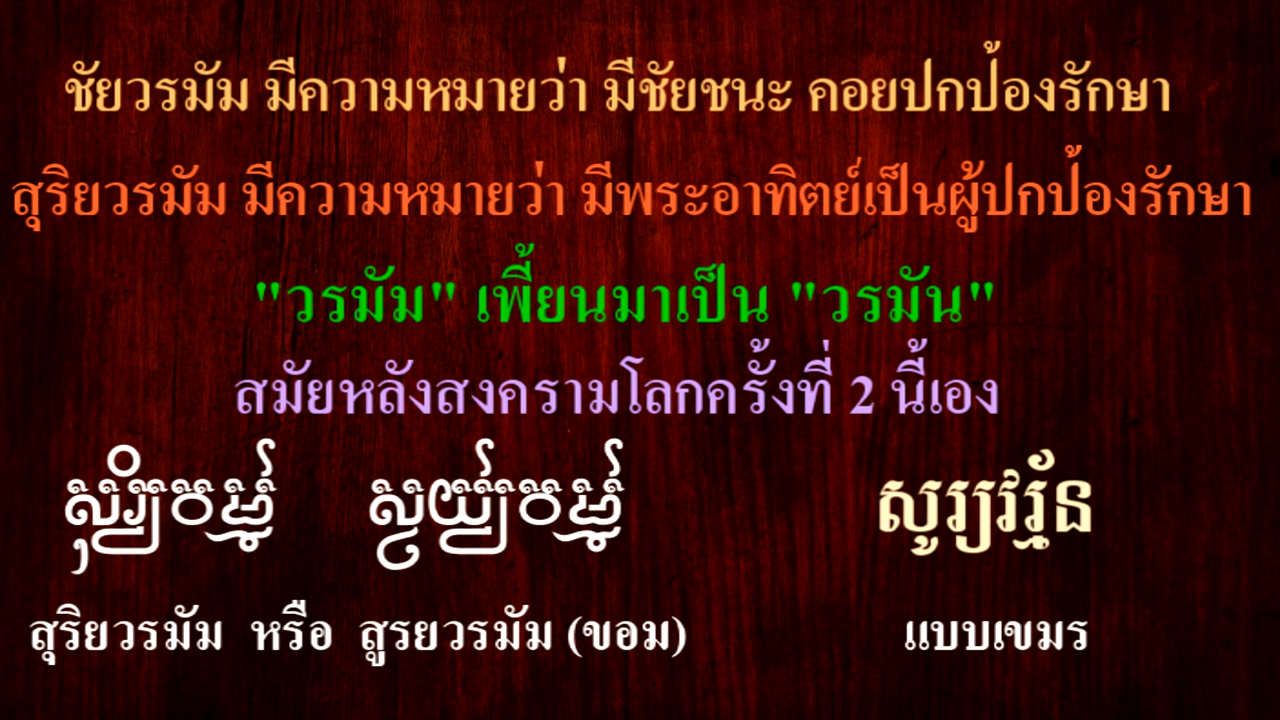 ชัยวรมัม มีความหมายว่า มีชัยชนะ คอยปกป้องรักษา
สุริยวรมัม มีความหมายว่า มีพระอาทิตย์เป็นผู้ปกป้องรักษา
"วรมัม" เพี้ยนมาเป็น "วรมัน"
สมัยหลังสงครามโลกครั้งที่ 2 นี้เอง
សូរ្យវរ្ម័ន
สุริยวรมัม หรือ สูรยวรมัม (ขอม) แบบเขมร